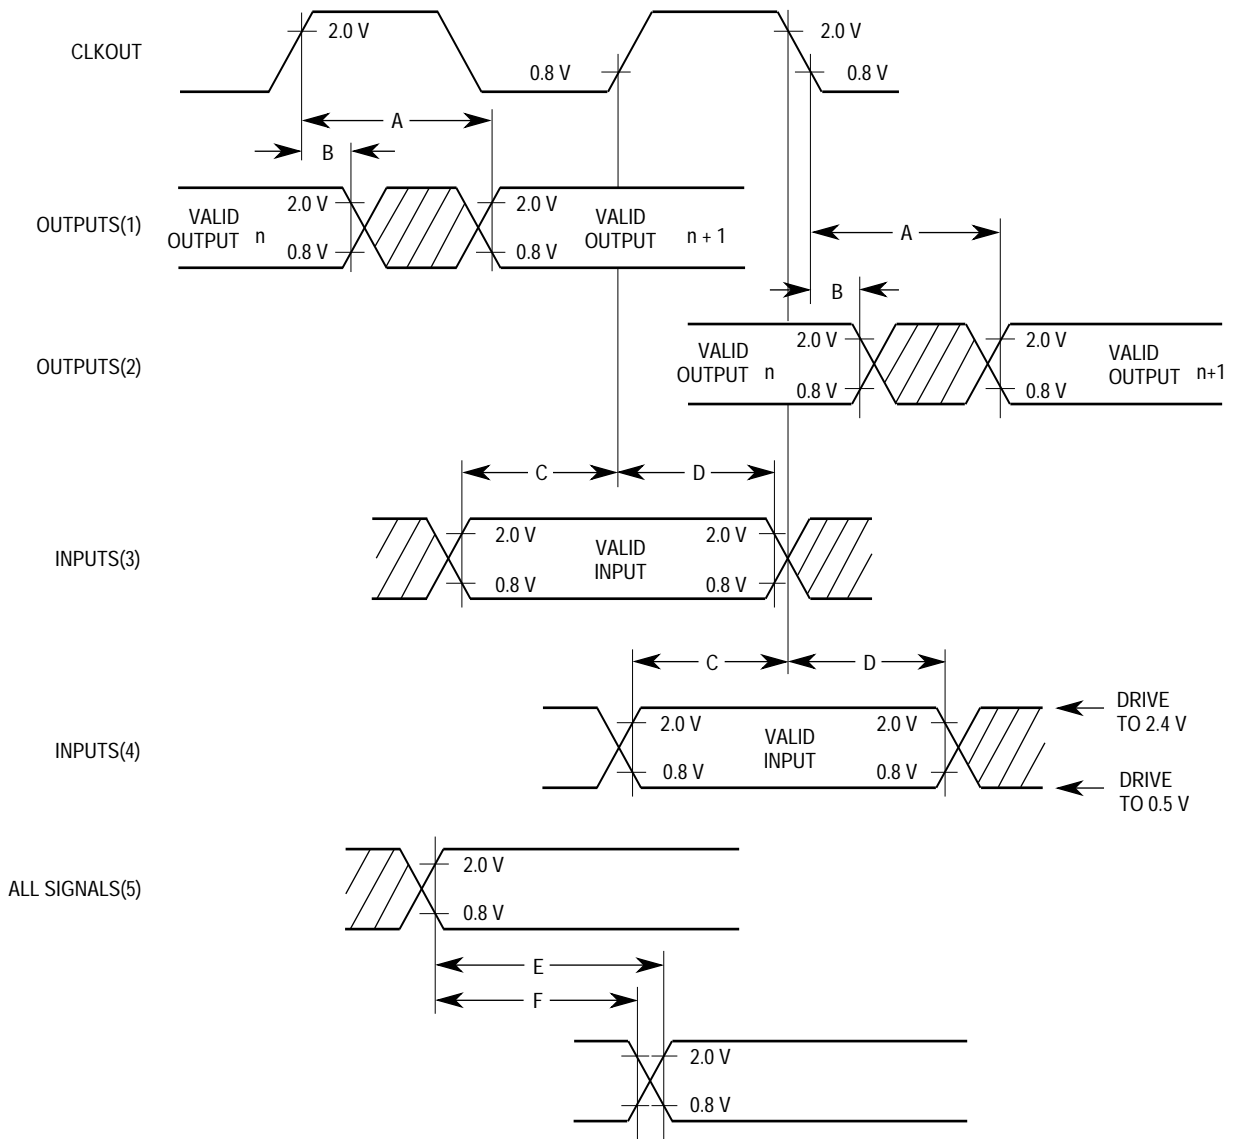 2.0 V
2.0 V
CLKOUT
0.8 V
0.8 V
A
B
2.0 V
2.0 V
OUTPUTS(1)
VALID
OUTPUT n
VALID
OUTPUT n + 1
0.8 V
0.8 V
A
B
2.0 V
2.0 V
OUTPUTS(2)
VALID
OUTPUT n
VALID
OUTPUT n+1
0.8 V
0.8 V
C
D
2.0 V
2.0 V
INPUTS(3)
VALID
INPUT
0.8 V
0.8 V
C
D
DRIVE
TO 2.4 V
2.0 V
2.0 V
INPUTS(4)
VALID
INPUT
0.8 V
0.8 V
DRIVE
TO 0.5 V
2.0 V
ALL SIGNALS(5)
0.8 V
E
F
2.0 V
0.8 V